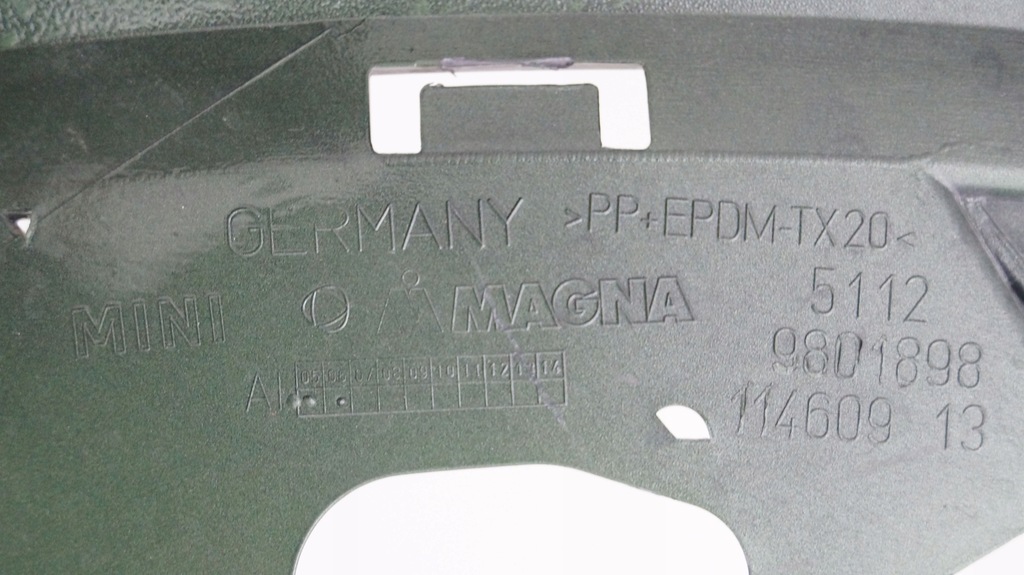 GERMANY >PP+EPDM-TX20<
MINI MAGNA 5112
9801898
AI 05 06 07 08 09 10 11 12 13 14
114609 13